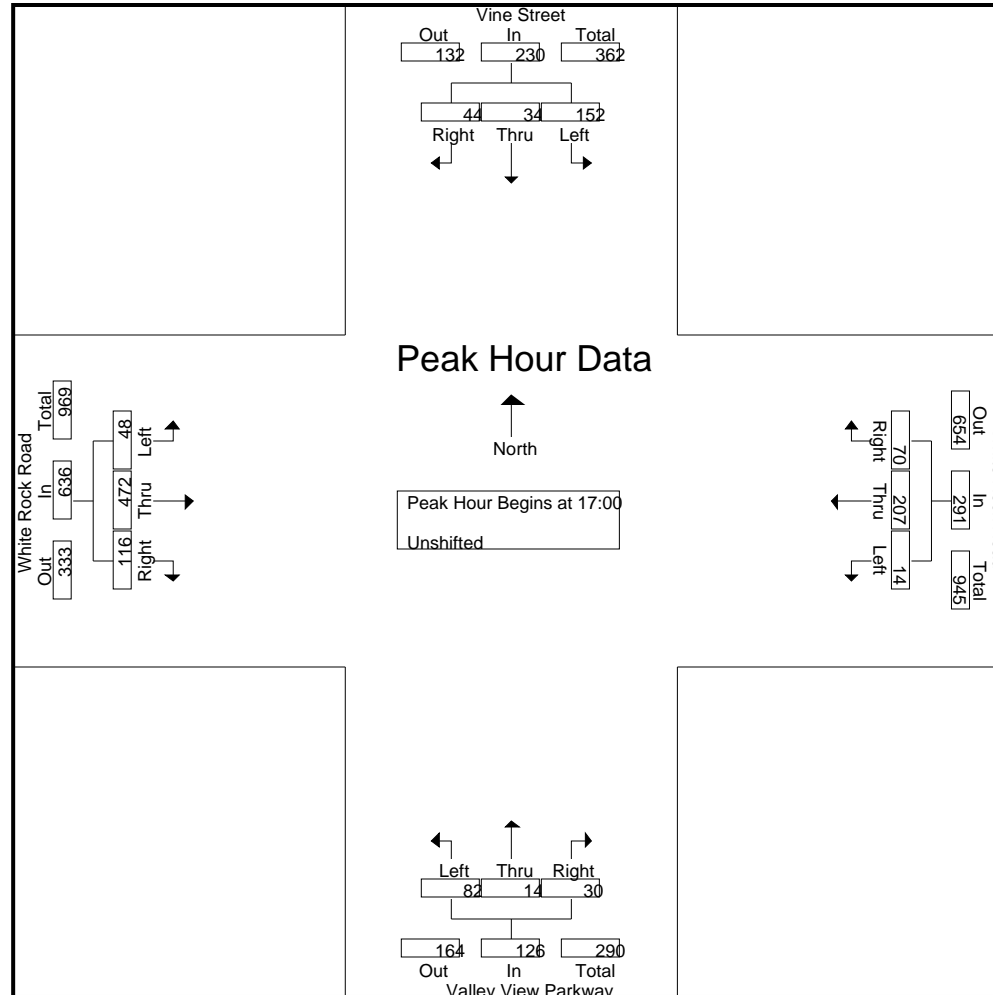 Vine Street
Out In Total
132 230 362
44 34 152
Right Thru Left
Peak Hour Data
North
Peak Hour Begins at 17:00
Unshifted
White Rock Road
Total In Out
969 636 333
48 472 116
Left Thru Right
Right Thru Left
70 207 14
Out In Total
654 291 945
Left Thru Right
82 14 30
164 126 290
Out In Total
Valley View Parkway